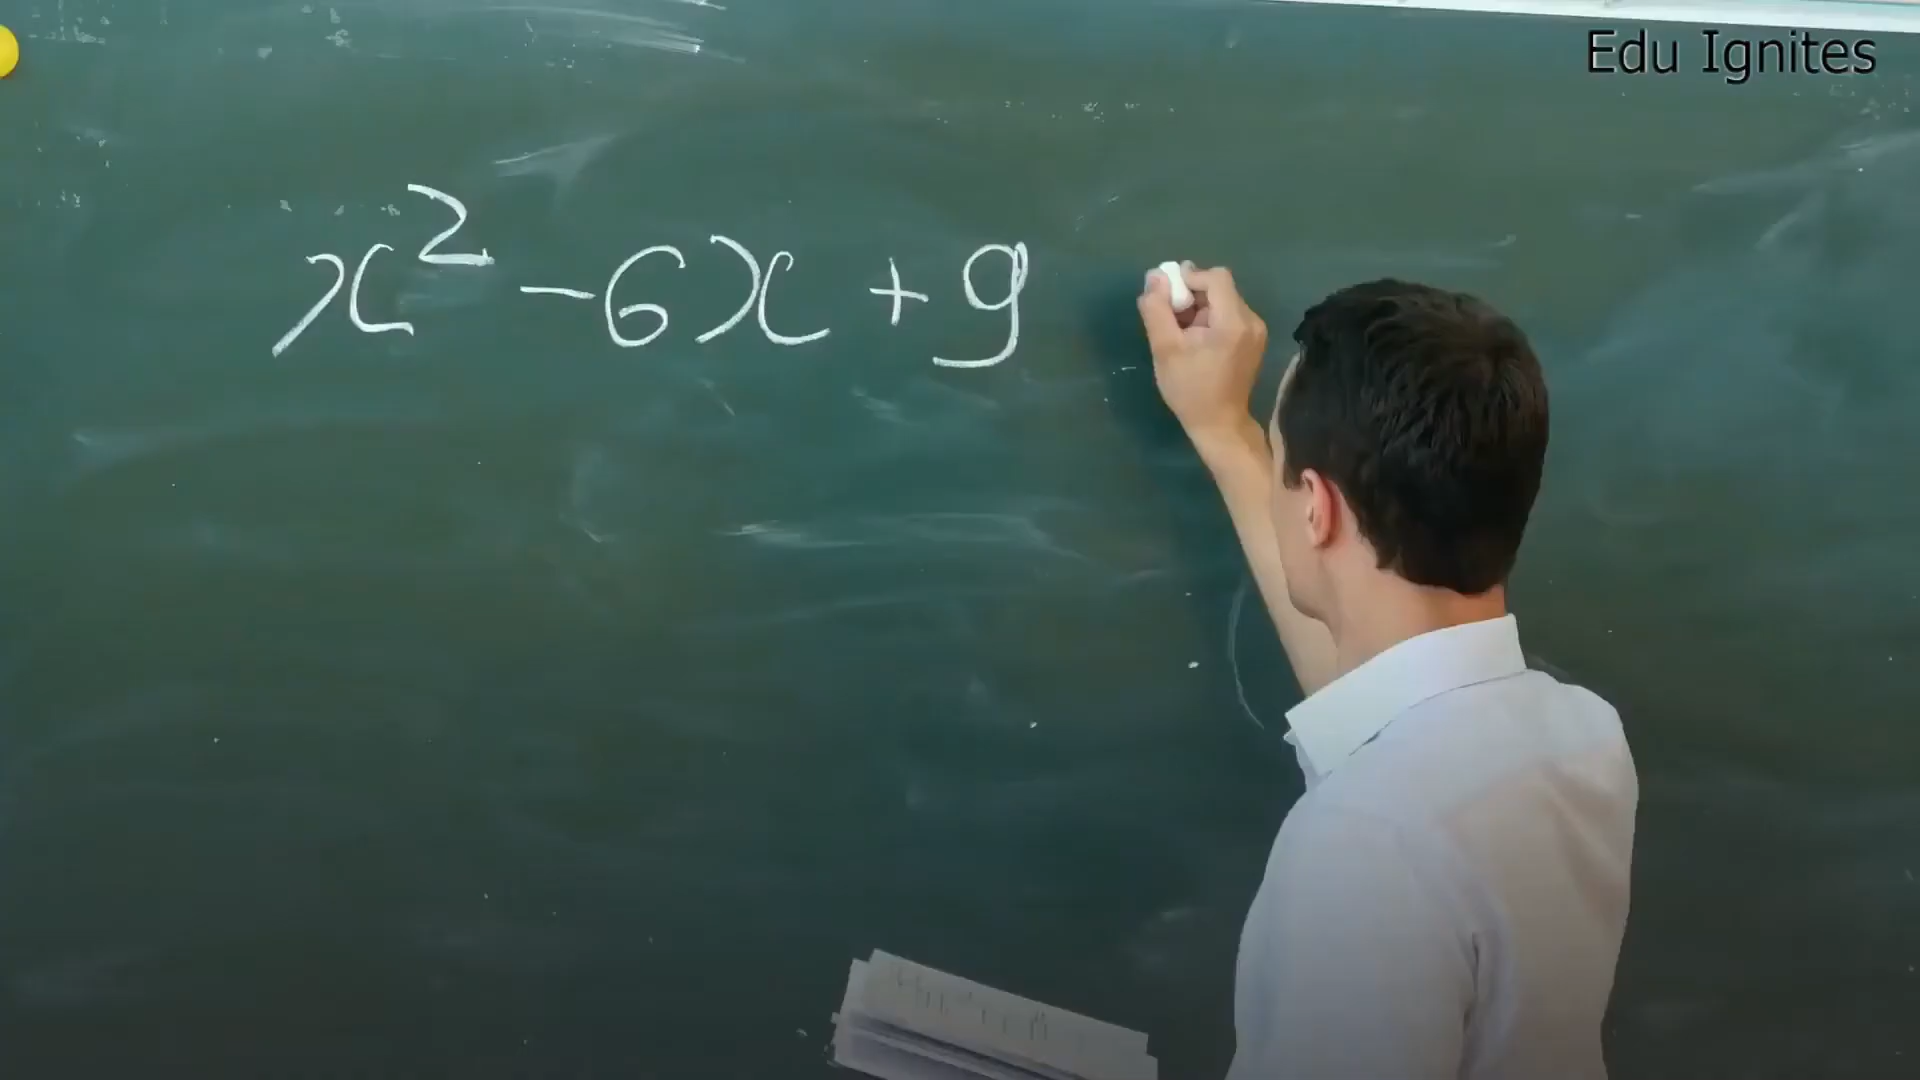 Edu Ignites
x² - 6x + 9